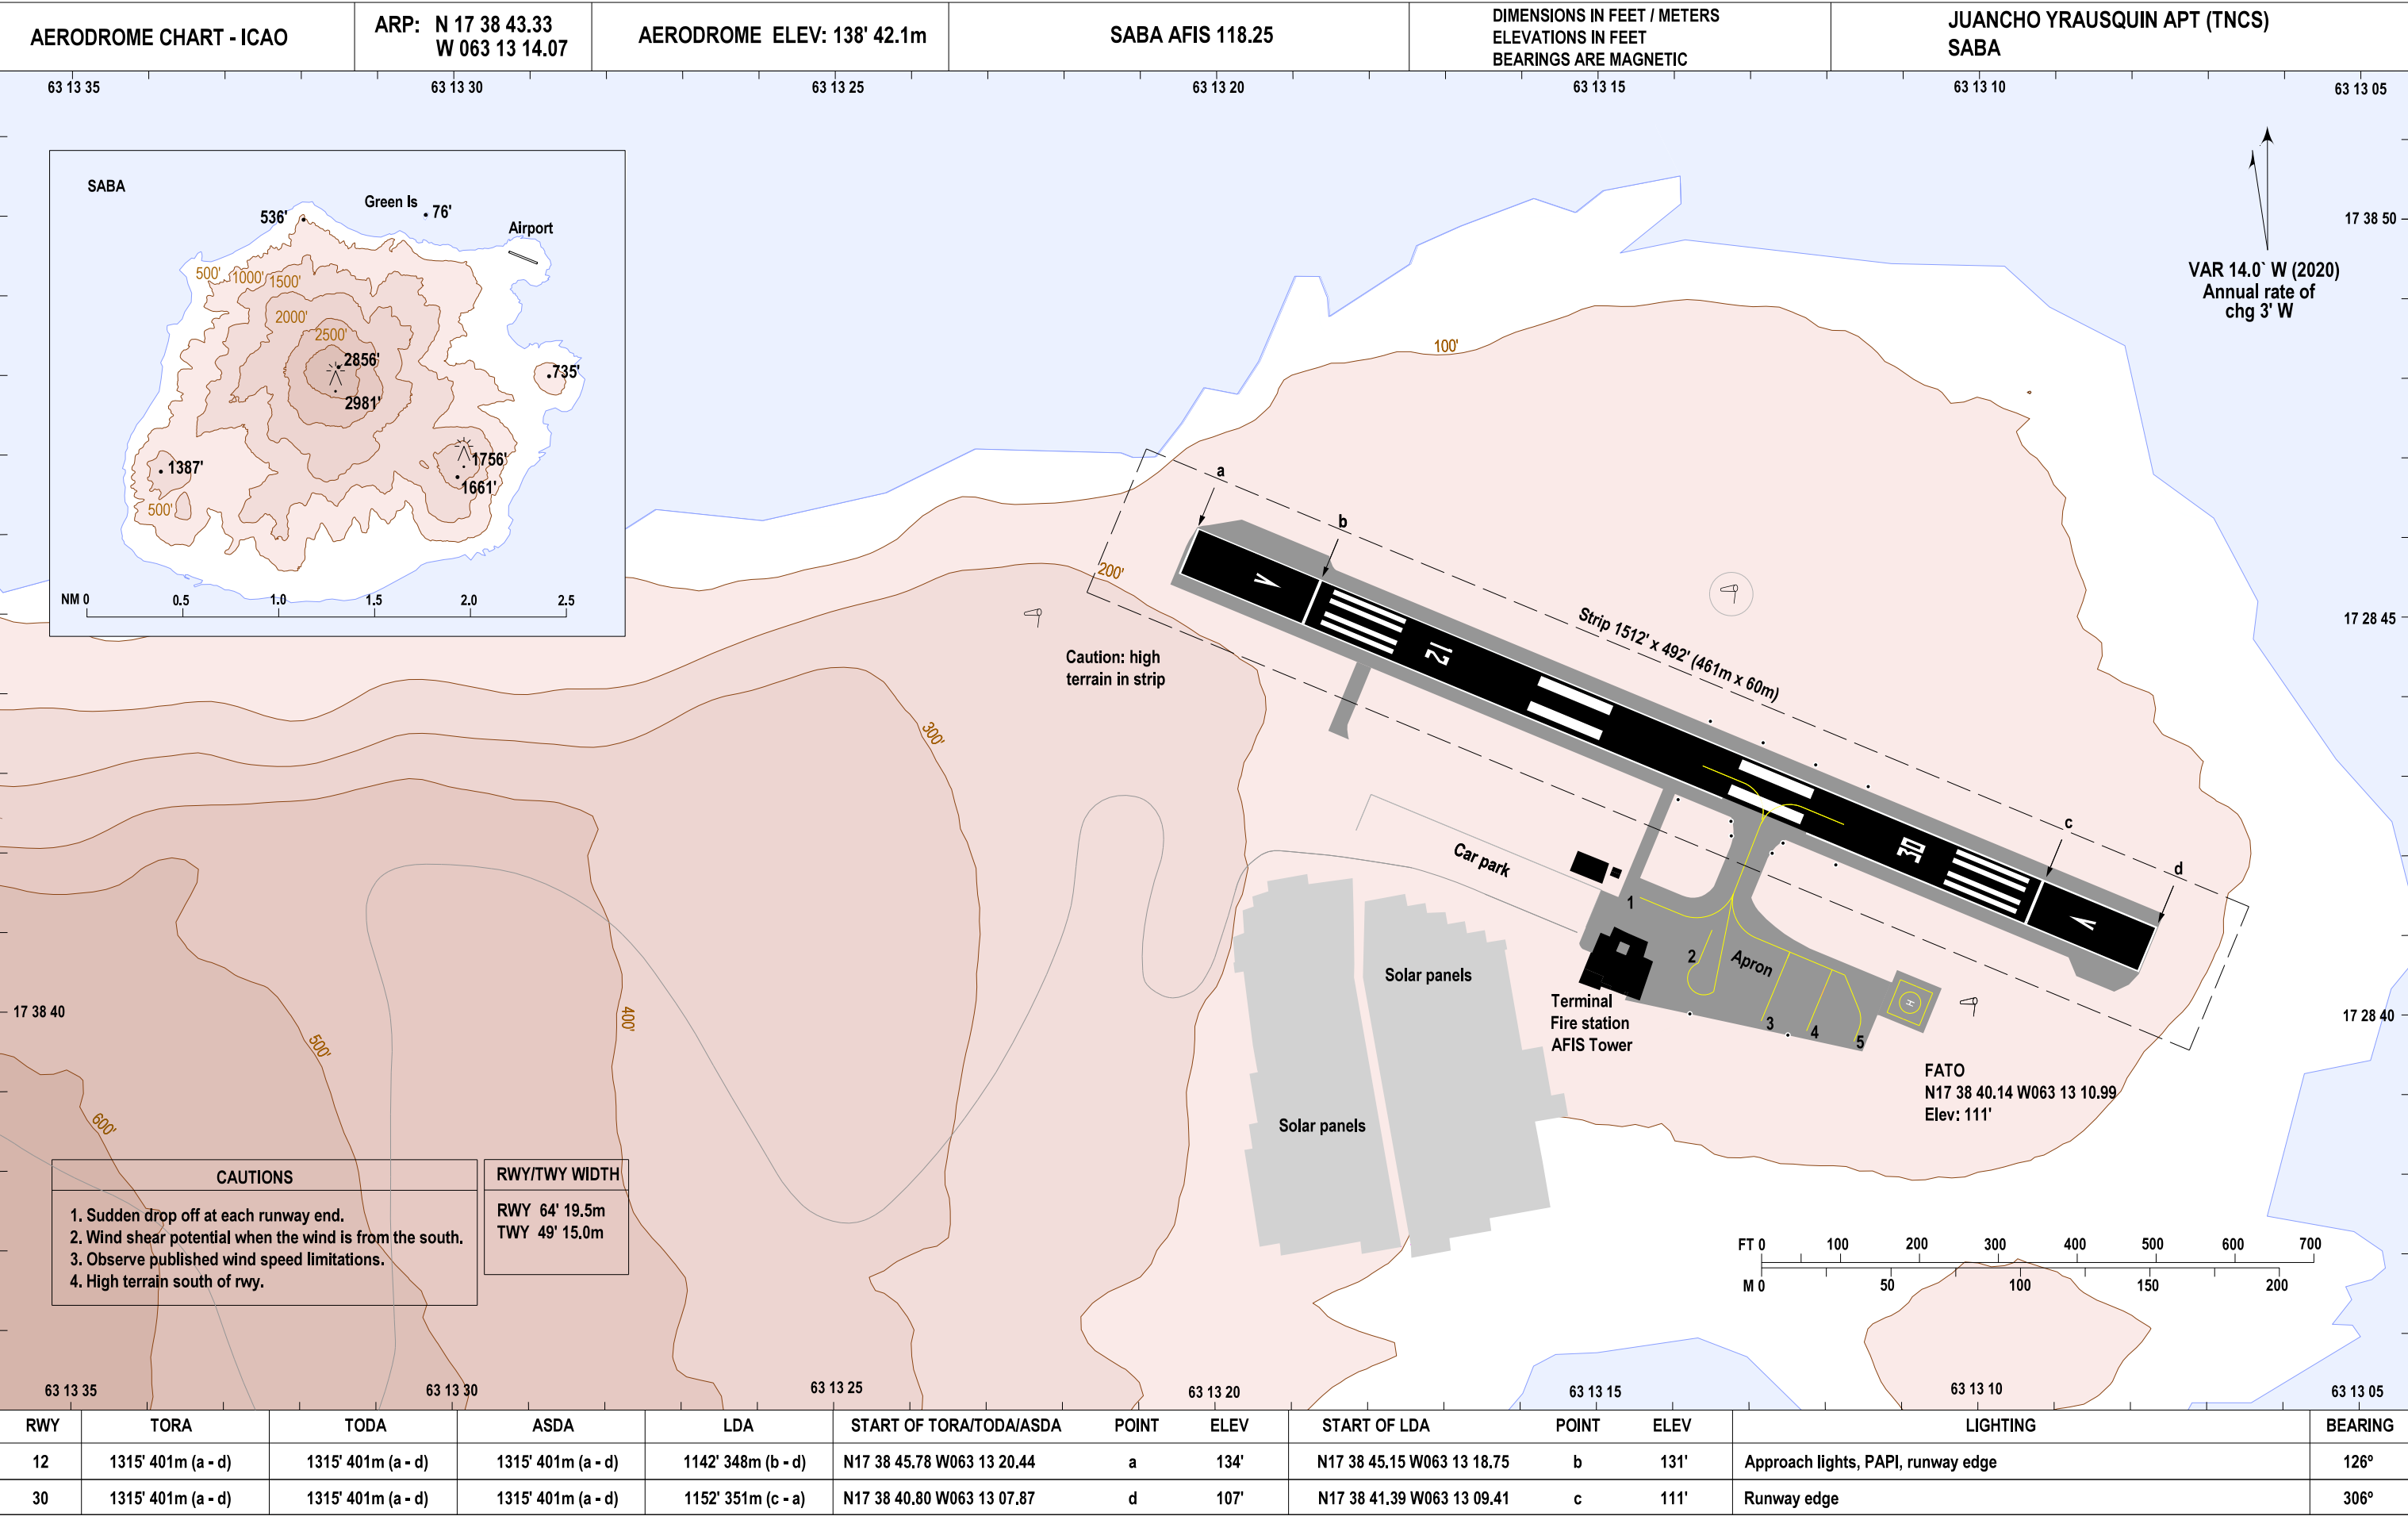 AERODROME CHART - ICAO
ARP: N 17 38 43.33
W 063 13 14.07
AERODROME ELEV: 138' 42.1m
SABA AFIS 118.25
DIMENSIONS IN FEET / METERS
ELEVATIONS IN FEET
BEARINGS ARE MAGNETIC
JUANCHO YRAUSQUIN APT (TNCS)
SABA
63 13 35
63 13 30
63 13 25
63 13 20
63 13 15
63 13 10
63 13 05
SABA
Green Is
76'
536'
Airport
500'
1000'
1500'
2000'
2500'
2856'
735'
2981'
1387'
1756'
1661'
500'
NM 0
0.5
1.0
1.5
2.0
2.5
17 38 50
VAR 14.0` W (2020)
Annual rate of
chg 3' W
100'
a
b
200'
Strip 1512' x 492' (461m x 60m)
17 28 45
Caution: high
terrain in strip
12
300'
c
d
30
Car park
1
2
Apron
3
4
5
H
Solar panels
Solar panels
Terminal
Fire station
AFIS Tower
17 38 40
17 28 40
400'
500'
600'
FATO
N17 38 40.14 W063 13 10.99
Elev: 111'
CAUTIONS
1. Sudden drop off at each runway end.
2. Wind shear potential when the wind is from the south.
3. Observe published wind speed limitations.
4. High terrain south of rwy.
RWY/TWY WIDTH
RWY 64' 19.5m
TWY 49' 15.0m
FT 0 100 200 300 400 500 600 700
M 0 50 100 150 200
63 13 35
63 13 30
63 13 25
63 13 20
63 13 15
63 13 10
63 13 05
RWY TORA TODA ASDA LDA START OF TORA/TODA/ASDA POINT ELEV START OF LDA POINT ELEV LIGHTING BEARING
12 1315' 401m (a - d) 1315' 401m (a - d) 1315' 401m (a - d) 1142' 348m (b - d) N17 38 45.78 W063 13 20.44 a 134' N17 38 45.15 W063 13 18.75 b 131' Approach lights, PAPI, runway edge 126º
30 1315' 401m (a - d) 1315' 401m (a - d) 1315' 401m (a - d) 1152' 351m (c - a) N17 38 40.80 W063 13 07.87 d 107' N17 38 41.39 W063 13 09.41 c 111' Runway edge 306º